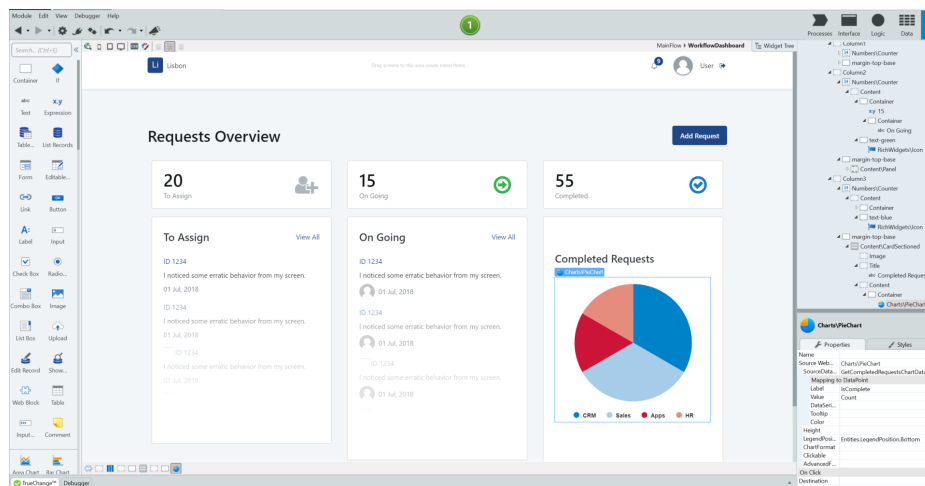 Module Edit View Debugger Help
1
Processes Interface Logic Data
Search... (Ctrl+E)
MainFlow WorkflowDashboard Widget Tree
Container If
Text Expression
Table... List Records
Form Editable...
Link Button
Label Input
Check Box Radio...
Combo Box Image
List Box Upload
Edit Record Show...
Web Block Table
Input... Comment
Area Chart Bar Chart
Li Lisbon
9
User
Requests Overview
Add Request
20
To Assign
15
On Going
55
Completed
To Assign View All
ID 1234
I noticed some erratic behavior from my screen.
01 Jul, 2018
ID 1234
I noticed some erratic behavior from my screen.
01 Jul, 2018
ID 1234
I noticed some erratic behavior from my screen.
01 Jul, 2018
On Going View All
ID 1234
I noticed some erratic behavior from my screen.
01 Jul, 2018
ID 1234
I noticed some erratic behavior from my screen.
01 Jul, 2018
ID 1234
I noticed some erratic behavior from my screen.
01 Jul, 2018
Completed Requests
Charts\PieChart
CRM Sales Apps HR
Column1
Numbers\Counter
margin-top-base
Column2
Numbers\Counter
Content
Container
x.y 15
Container
abc On Going
text-green
RichWidgets\Icon
margin-top-base
Content\Panel
Column3
Numbers\Counter
Content
Container
text-blue
RichWidgets\Icon
margin-top-base
Content\CardSectioned
Image
Title
abc Completed Reques
Content
Container
Charts\PieChar
Charts\PieChart
Properties Styles
Name
Source Web... Charts\PieChart
SourceData... GetCompletedRequestsChartData
Mapping to DataPoint
Label IsComplete
Value Count
DataSeri...
Tooltip
Color
Height
LegendPosi... Entities.LegendPosition.Bottom
ChartFormat
Clickable
AdvancedF...
On Click
Destination
TrueChange™ Debugger